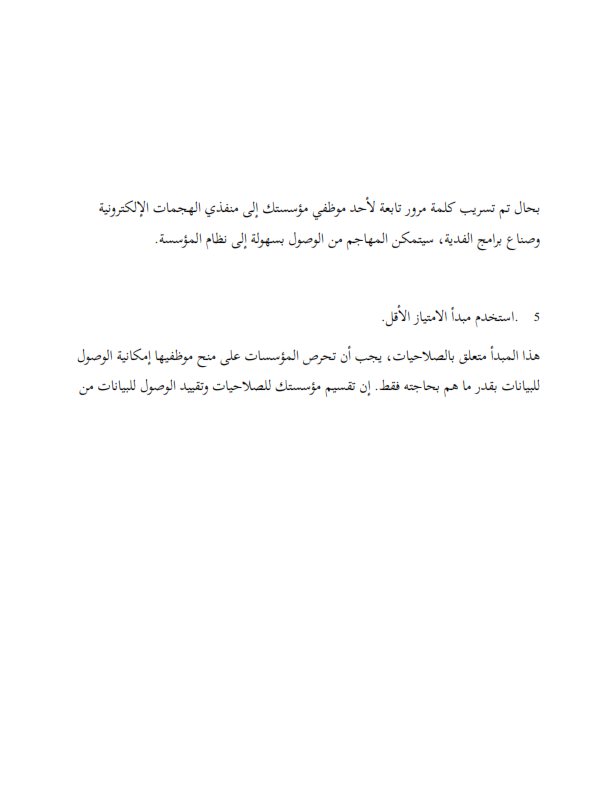 بحال تم تسريب كلمة مرور تابعة لأحد موظفي مؤسستك إلى منفذي الهجمات الإلكترونية
وصناع برامج الفدية، سيتمكن المهاجم من الوصول بسهولة إلى نظام المؤسسة.
5 .استخدم مبدأ الامتياز الأقل.
هذا المبدأ متعلق بالصلاحيات، يجب أن تحرص المؤسسات على منح موظفيها إمكانية الوصول
للبيانات بقدر ما هم بحاجته فقط. إن تقسيم مؤسستك للصلاحيات وتقييد الوصول للبيانات من